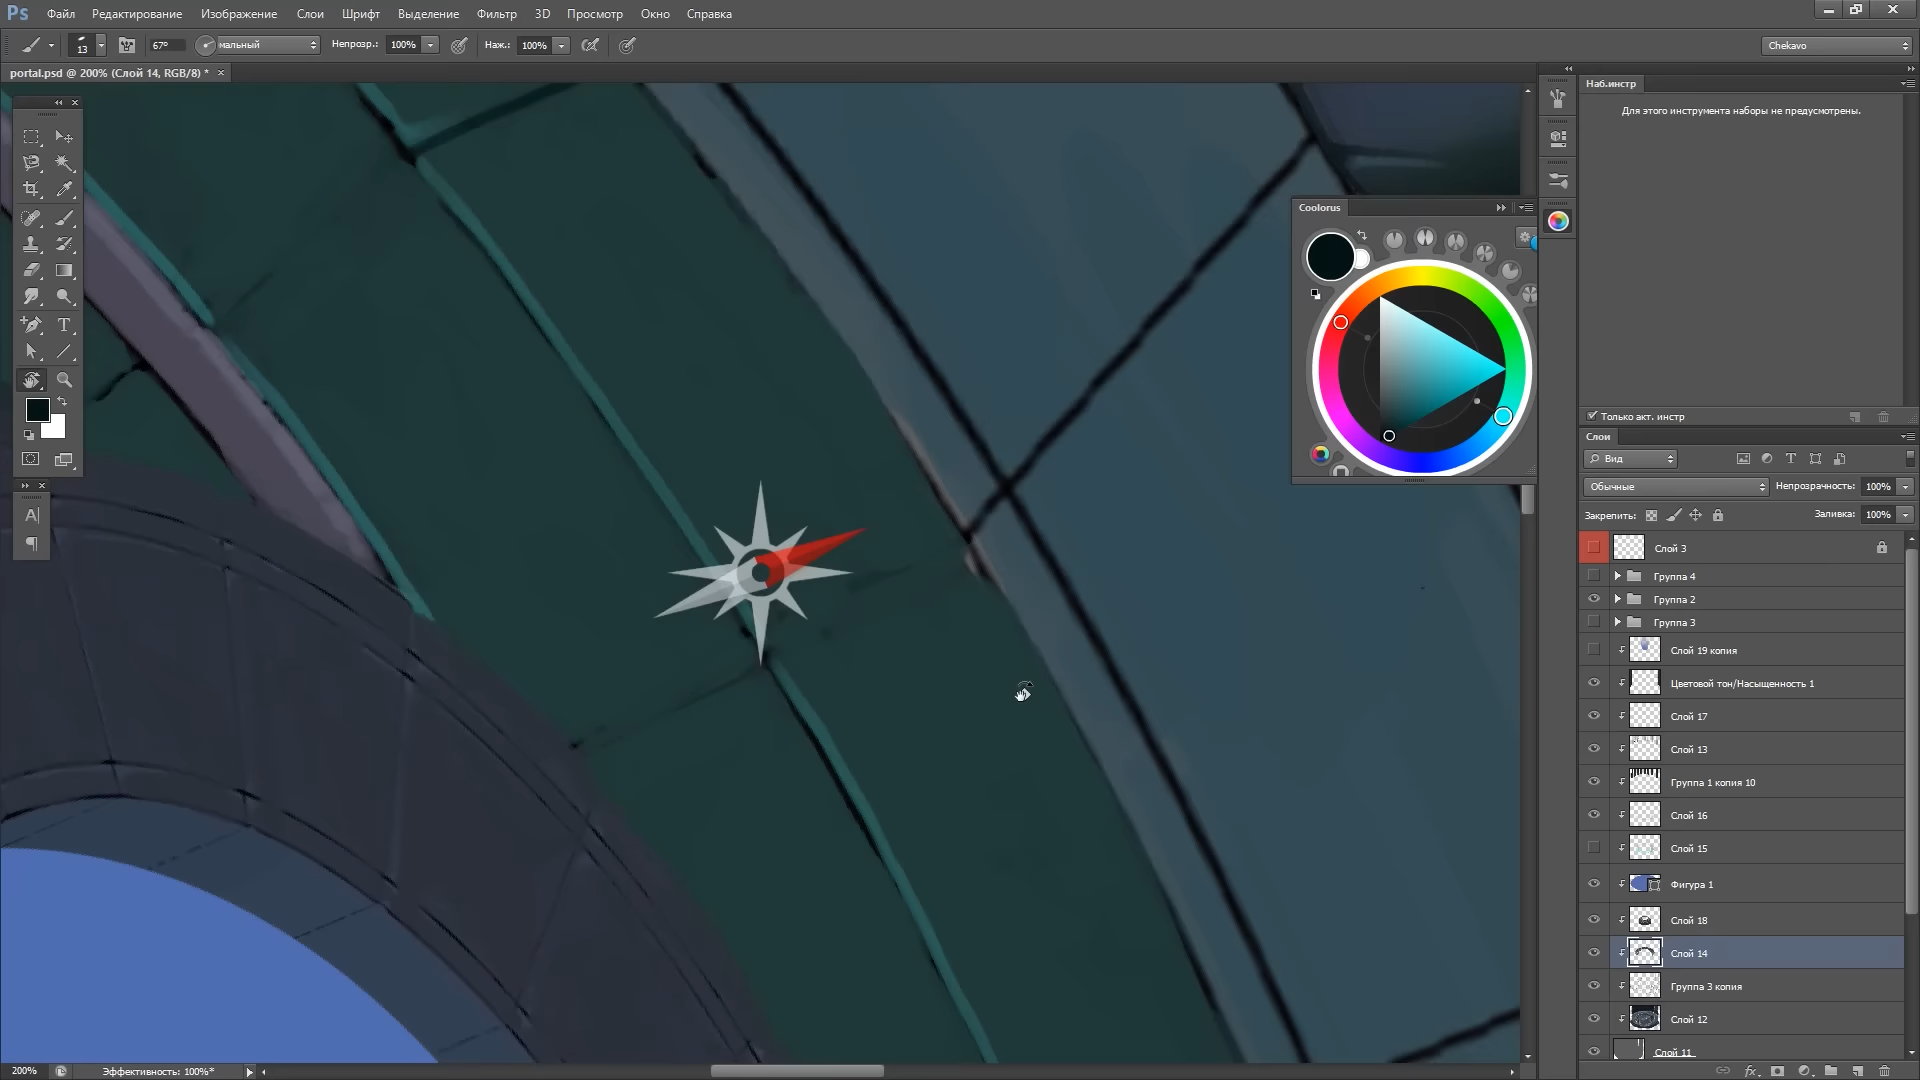 Ps Файл Редактирование Изображение Слои Шрифт Выделение Фильтр 3D Просмотр Окно Справка
13 67° мальный Непрозр.: 100% Наж.: 100% Chekavo
portal.psd @ 200% (Слой 14, RGB/8) *
Наб.инстр
Для этого инструмента наборы не предусмотрены.
Coolorus
Только акт. инстр
Слои
Вид
Обычные Непрозрачность: 100%
Закрепить: Заливка: 100%
Слой 3
Группа 4
Группа 2
Группа 3
Слой 19 копия
Цветовой тон/Насыщенность 1
Слой 17
Слой 13
Группа 1 копия 10
Слой 16
Слой 15
Фигура 1
Слой 18
Слой 14
Группа 3 копия
Слой 12
Слой 11
200% Эффективность: 100%*